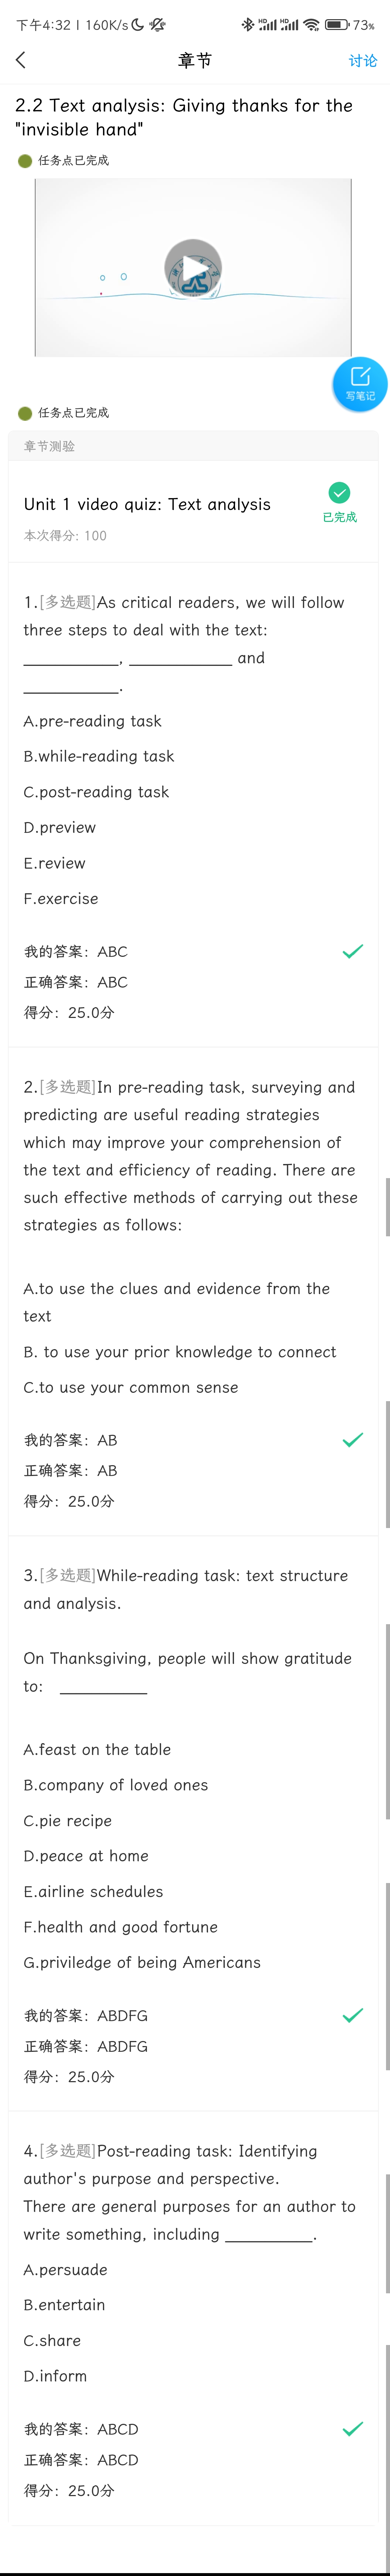 下午4:32 | 160K/s
HD HD 73%
章节 讨论
2.2 Text analysis: Giving thanks for the
"invisible hand"
任务点已完成
写笔记
任务点已完成
章节测验
Unit 1 video quiz: Text analysis
已完成
本次得分: 100
1.[多选题]As critical readers, we will follow
three steps to deal with the text:
____________, _____________ and
____________.
A.pre-reading task
B.while-reading task
C.post-reading task
D.preview
E.review
F.exercise
我的答案：ABC
正确答案：ABC
得分：25.0分
2.[多选题]In pre-reading task, surveying and
predicting are useful reading strategies
which may improve your comprehension of
the text and efficiency of reading. There are
such effective methods of carrying out these
strategies as follows:
A.to use the clues and evidence from the
text
B. to use your prior knowledge to connect
C.to use your common sense
我的答案：AB
正确答案：AB
得分：25.0分
3.[多选题]While-reading task: text structure
and analysis.
On Thanksgiving, people will show gratitude
to: ___________
A.feast on the table
B.company of loved ones
C.pie recipe
D.peace at home
E.airline schedules
F.health and good fortune
G.priviledge of being Americans
我的答案：ABDFG
正确答案：ABDFG
得分：25.0分
4.[多选题]Post-reading task: Identifying
author's purpose and perspective.
There are general purposes for an author to
write something, including ___________.
A.persuade
B.entertain
C.share
D.inform
我的答案：ABCD
正确答案：ABCD
得分：25.0分